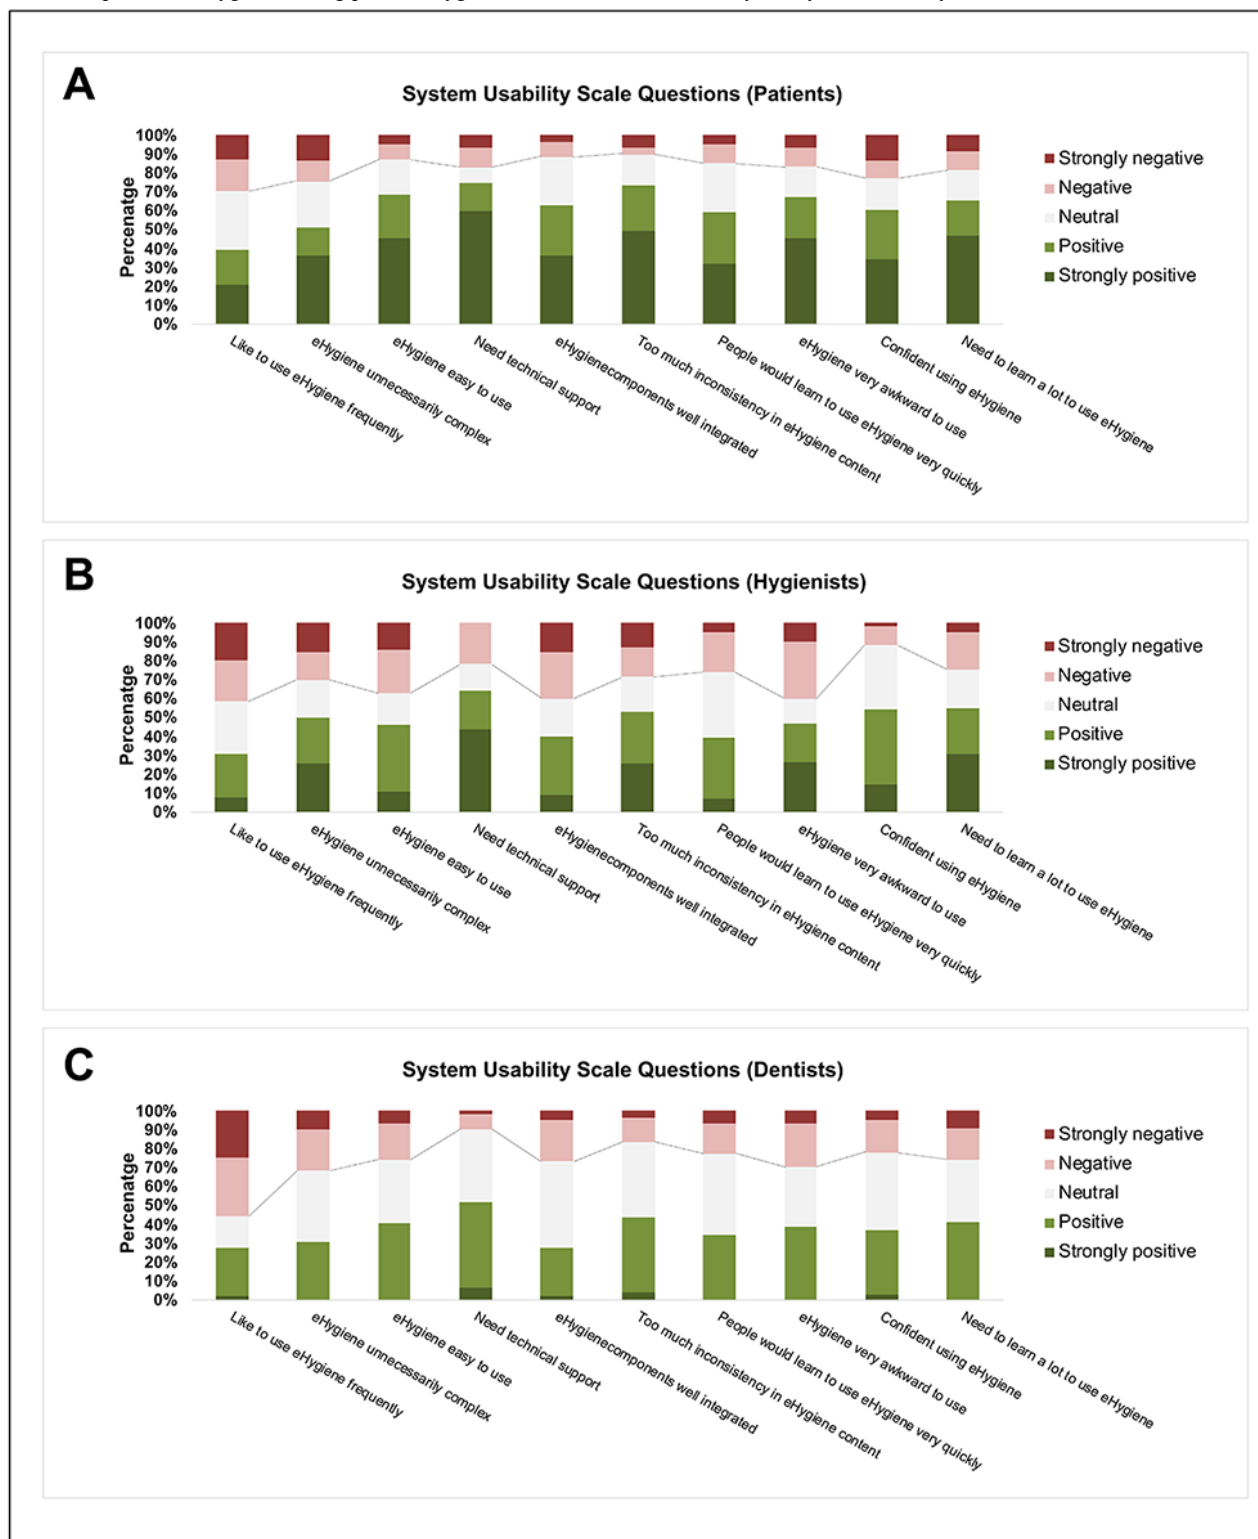 A
System Usability Scale Questions (Patients)
Percenatge
100%
90%
80%
70%
60%
50%
40%
30%
20%
10%
0%
Like to use eHygiene frequently
eHygiene unnecessarily complex
eHygiene easy to use
Need technical support
eHygienecomponents well integrated
Too much inconsistency in eHygiene content
People would learn to use eHygiene very quickly
eHygiene very awkward to use
Confident using eHygiene
Need to learn a lot to use eHygiene
Strongly negative
Negative
Neutral
Positive
Strongly positive
B
System Usability Scale Questions (Hygienists)
Percenatge
100%
90%
80%
70%
60%
50%
40%
30%
20%
10%
0%
Like to use eHygiene frequently
eHygiene unnecessarily complex
eHygiene easy to use
Need technical support
eHygienecomponents well integrated
Too much inconsistency in eHygiene content
People would learn to use eHygiene very quickly
eHygiene very awkward to use
Confident using eHygiene
Need to learn a lot to use eHygiene
Strongly negative
Negative
Neutral
Positive
Strongly positive
C
System Usability Scale Questions (Dentists)
Percenatge
100%
90%
80%
70%
60%
50%
40%
30%
20%
10%
0%
Like to use eHygiene frequently
eHygiene unnecessarily complex
eHygiene easy to use
Need technical support
eHygienecomponents well integrated
Too much inconsistency in eHygiene content
People would learn to use eHygiene very quickly
eHygiene very awkward to use
Confident using eHygiene
Need to learn a lot to use eHygiene
Strongly negative
Negative
Neutral
Positive
Strongly positive